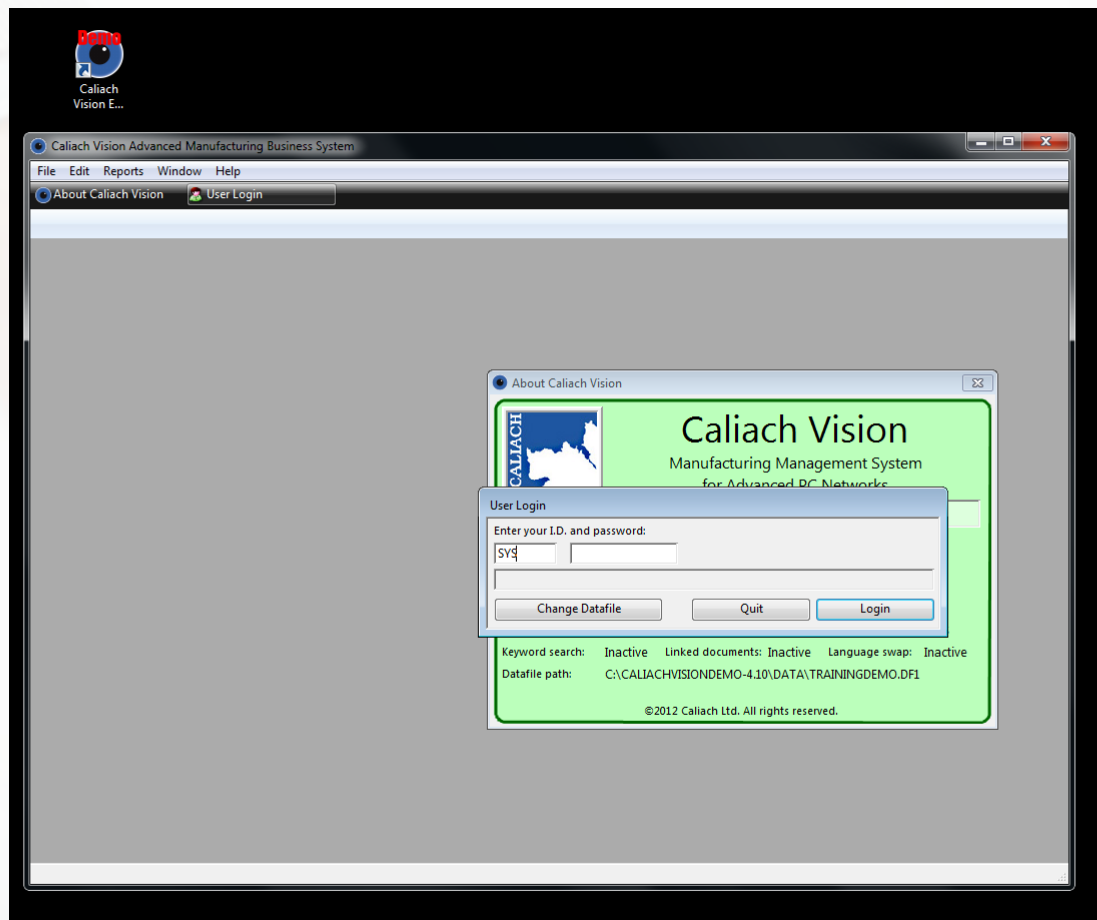 Demo
Caliach
Vision E...
Caliach Vision Advanced Manufacturing Business System
File Edit Reports Window Help
About Caliach Vision User Login
About Caliach Vision
CALIACH
Caliach Vision
Manufacturing Management System
for Advanced PC Networks
User Login
Enter your I.D. and password:
SYS
Change Datafile Quit Login
Keyword search: Inactive Linked documents: Inactive Language swap: Inactive
Datafile path: C:\CALIACHVISIONDEMO-4.10\DATA\TRAININGDEMO.DF1
©2012 Caliach Ltd. All rights reserved.